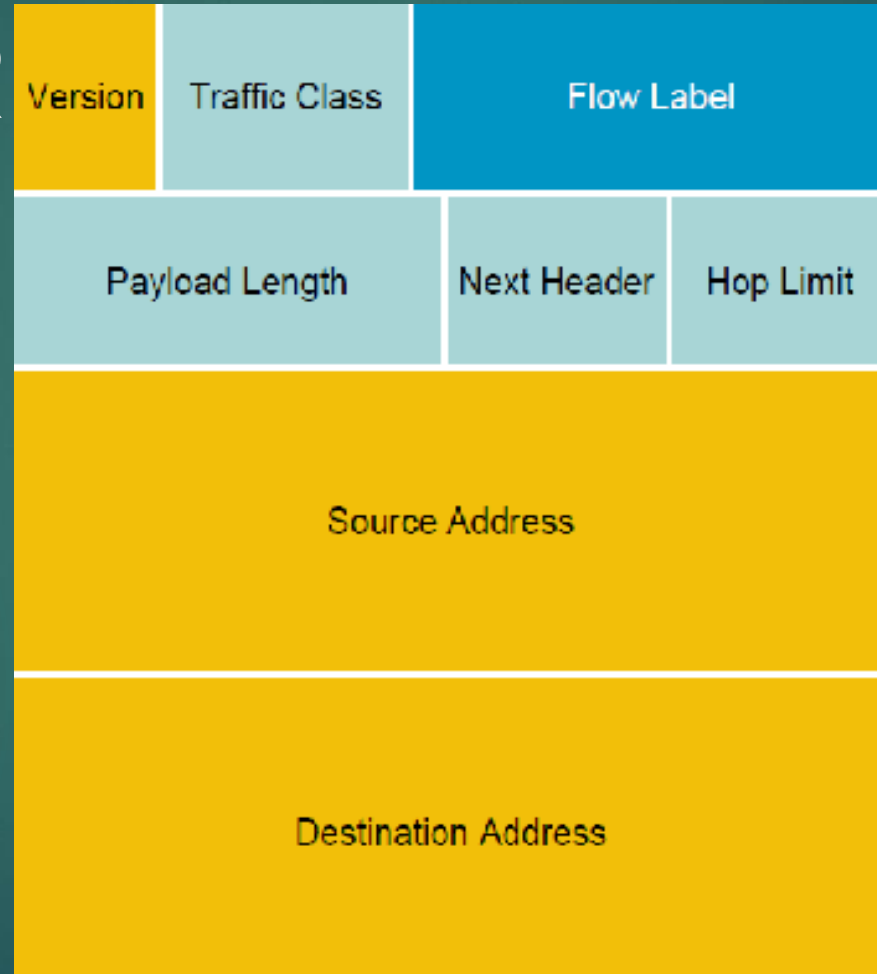 Version
Traffic Class
Flow Label
Payload Length
Next Header
Hop Limit
Source Address
Destination Address